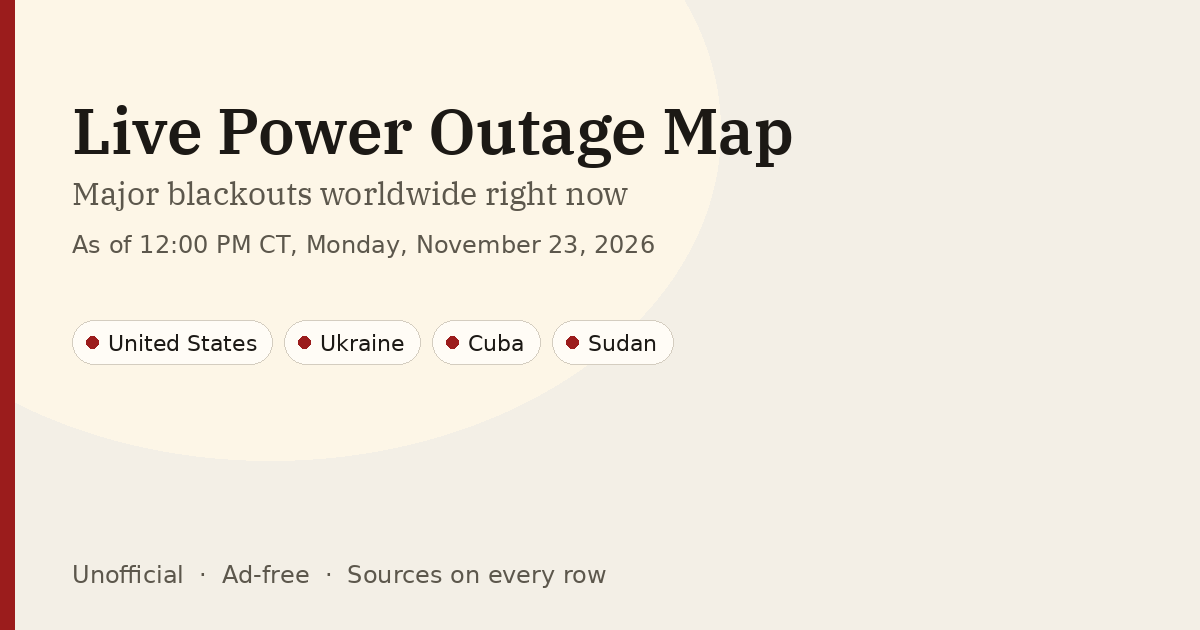 Live Power Outage Map
Major blackouts worldwide right now
As of 12:00 PM CT, Monday, November 23, 2026
United States Ukraine Cuba Sudan
Unofficial · Ad-free · Sources on every row